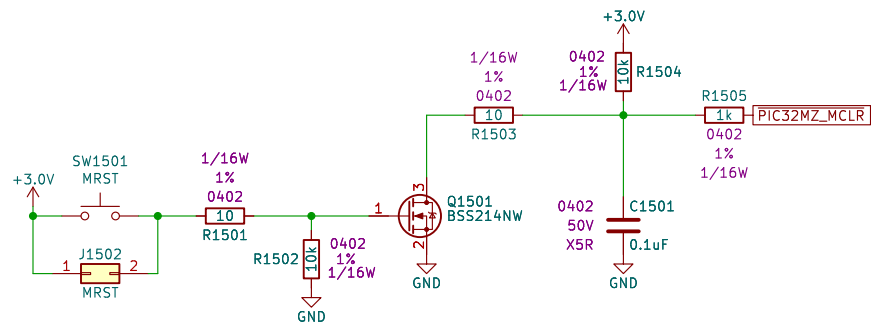 +3.0V
1/16W
1%
0402
10
R1503
0402
1%
1/16W
10k
R1504
R1505
1k
0402
1%
1/16W
PIC32MZ_MCLR
SW1501
MRST
+3.0V
1/16W
1%
0402
10
R1501
J1502
1
2
MRST
R1502
10k
0402
1%
1/16W
GND
1
3
2
Q1501
BSS214NW
GND
0402
50V
X5R
C1501
0.1uF
GND